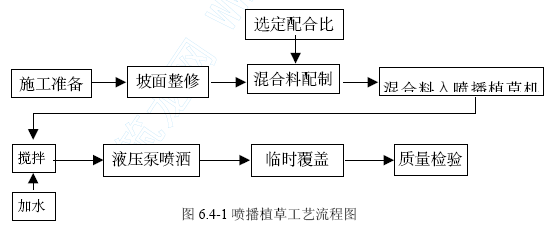 选定配合比
施工准备
坡面整修
混合料配制
混合料入喷播植草机
搅拌
液压泵喷洒
临时覆盖
质量检验
加水
图 6.4-1 喷播植草工艺流程图